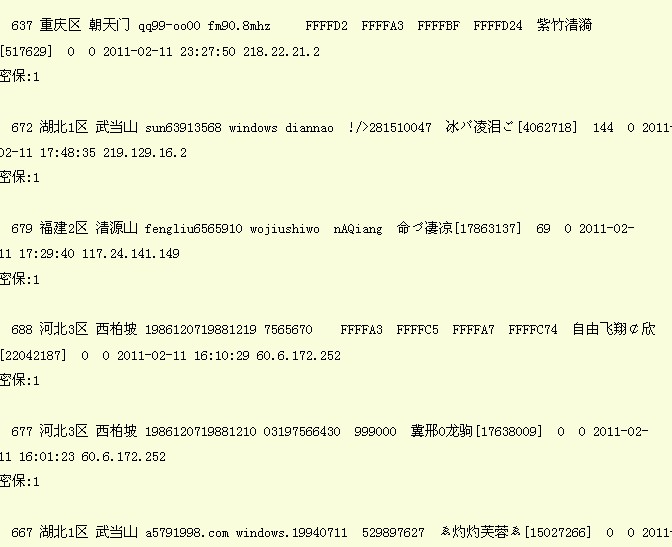 637 重庆区 朝天门 qq99-oo00 fm90.8mhz FFFFD2 FFFFA3 FFFFBF FFFFD24 紫竹清漪
[517629] 0 0 2011-02-11 23:27:50 218.22.21.2
密保:1
672 湖北1区 武当山 sun63913568 windows diannao !/>281510047 冰バ凌泪ご[4062718] 144 0 2011-
02-11 17:48:35 219.129.16.2
密保:1
679 福建2区 清源山 fengliu6565910 wojiushiwo nAQiang 命づ凄凉[17863137] 69 0 2011-02-
11 17:29:40 117.24.141.149
密保:1
688 河北3区 西柏坡 1986120719881219 7565670 FFFFA3 FFFFC5 FFFFA7 FFFFC74 自由飞翔¢欣
[22042187] 0 0 2011-02-11 16:10:29 60.6.172.252
密保:1
677 河北3区 西柏坡 1986120719881210 03197566430 999000 冀邢O龙驹[17638009] 0 0 2011-02-
11 16:01:23 60.6.172.252
密保:1
667 湖北1区 武当山 a5791998.com windows.19940711 529897627 ゑ灼灼芙蓉ゑ[15027266] 0 0 2011-